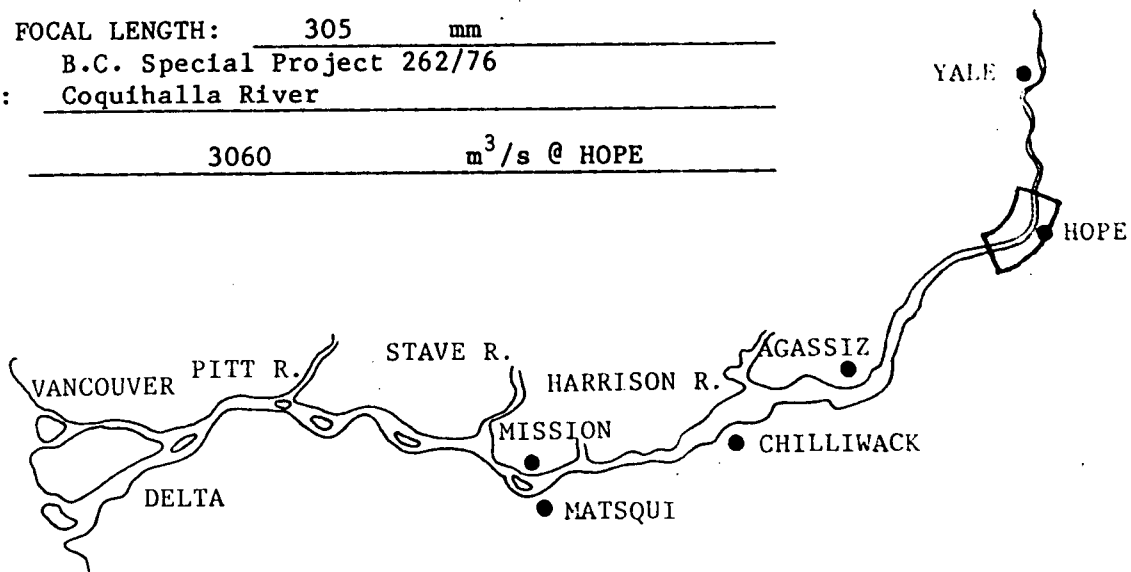 FOCAL LENGTH: 305 mm
B.C. Special Project 262/76
: Coquihalla River
3060 m³/s @ HOPE
YALE
HOPE
AGASSIZ
STAVE R.
PITT R.
HARRISON R.
VANCOUVER
MISSION
CHILLIWACK
DELTA
MATSQUI